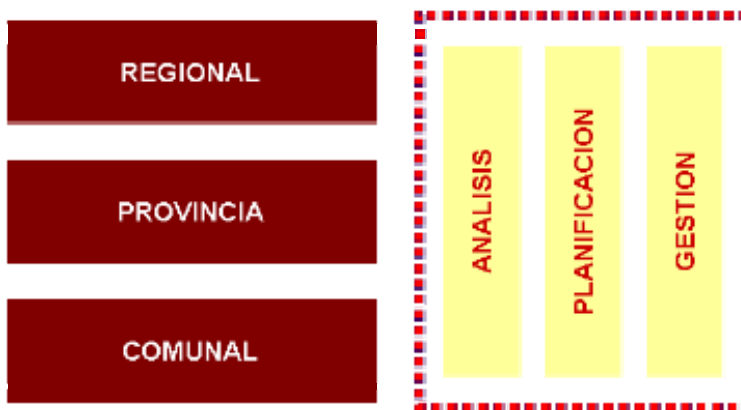 REGIONAL
PROVINCIA
COMUNAL
ANALISIS
PLANIFICACION
GESTION